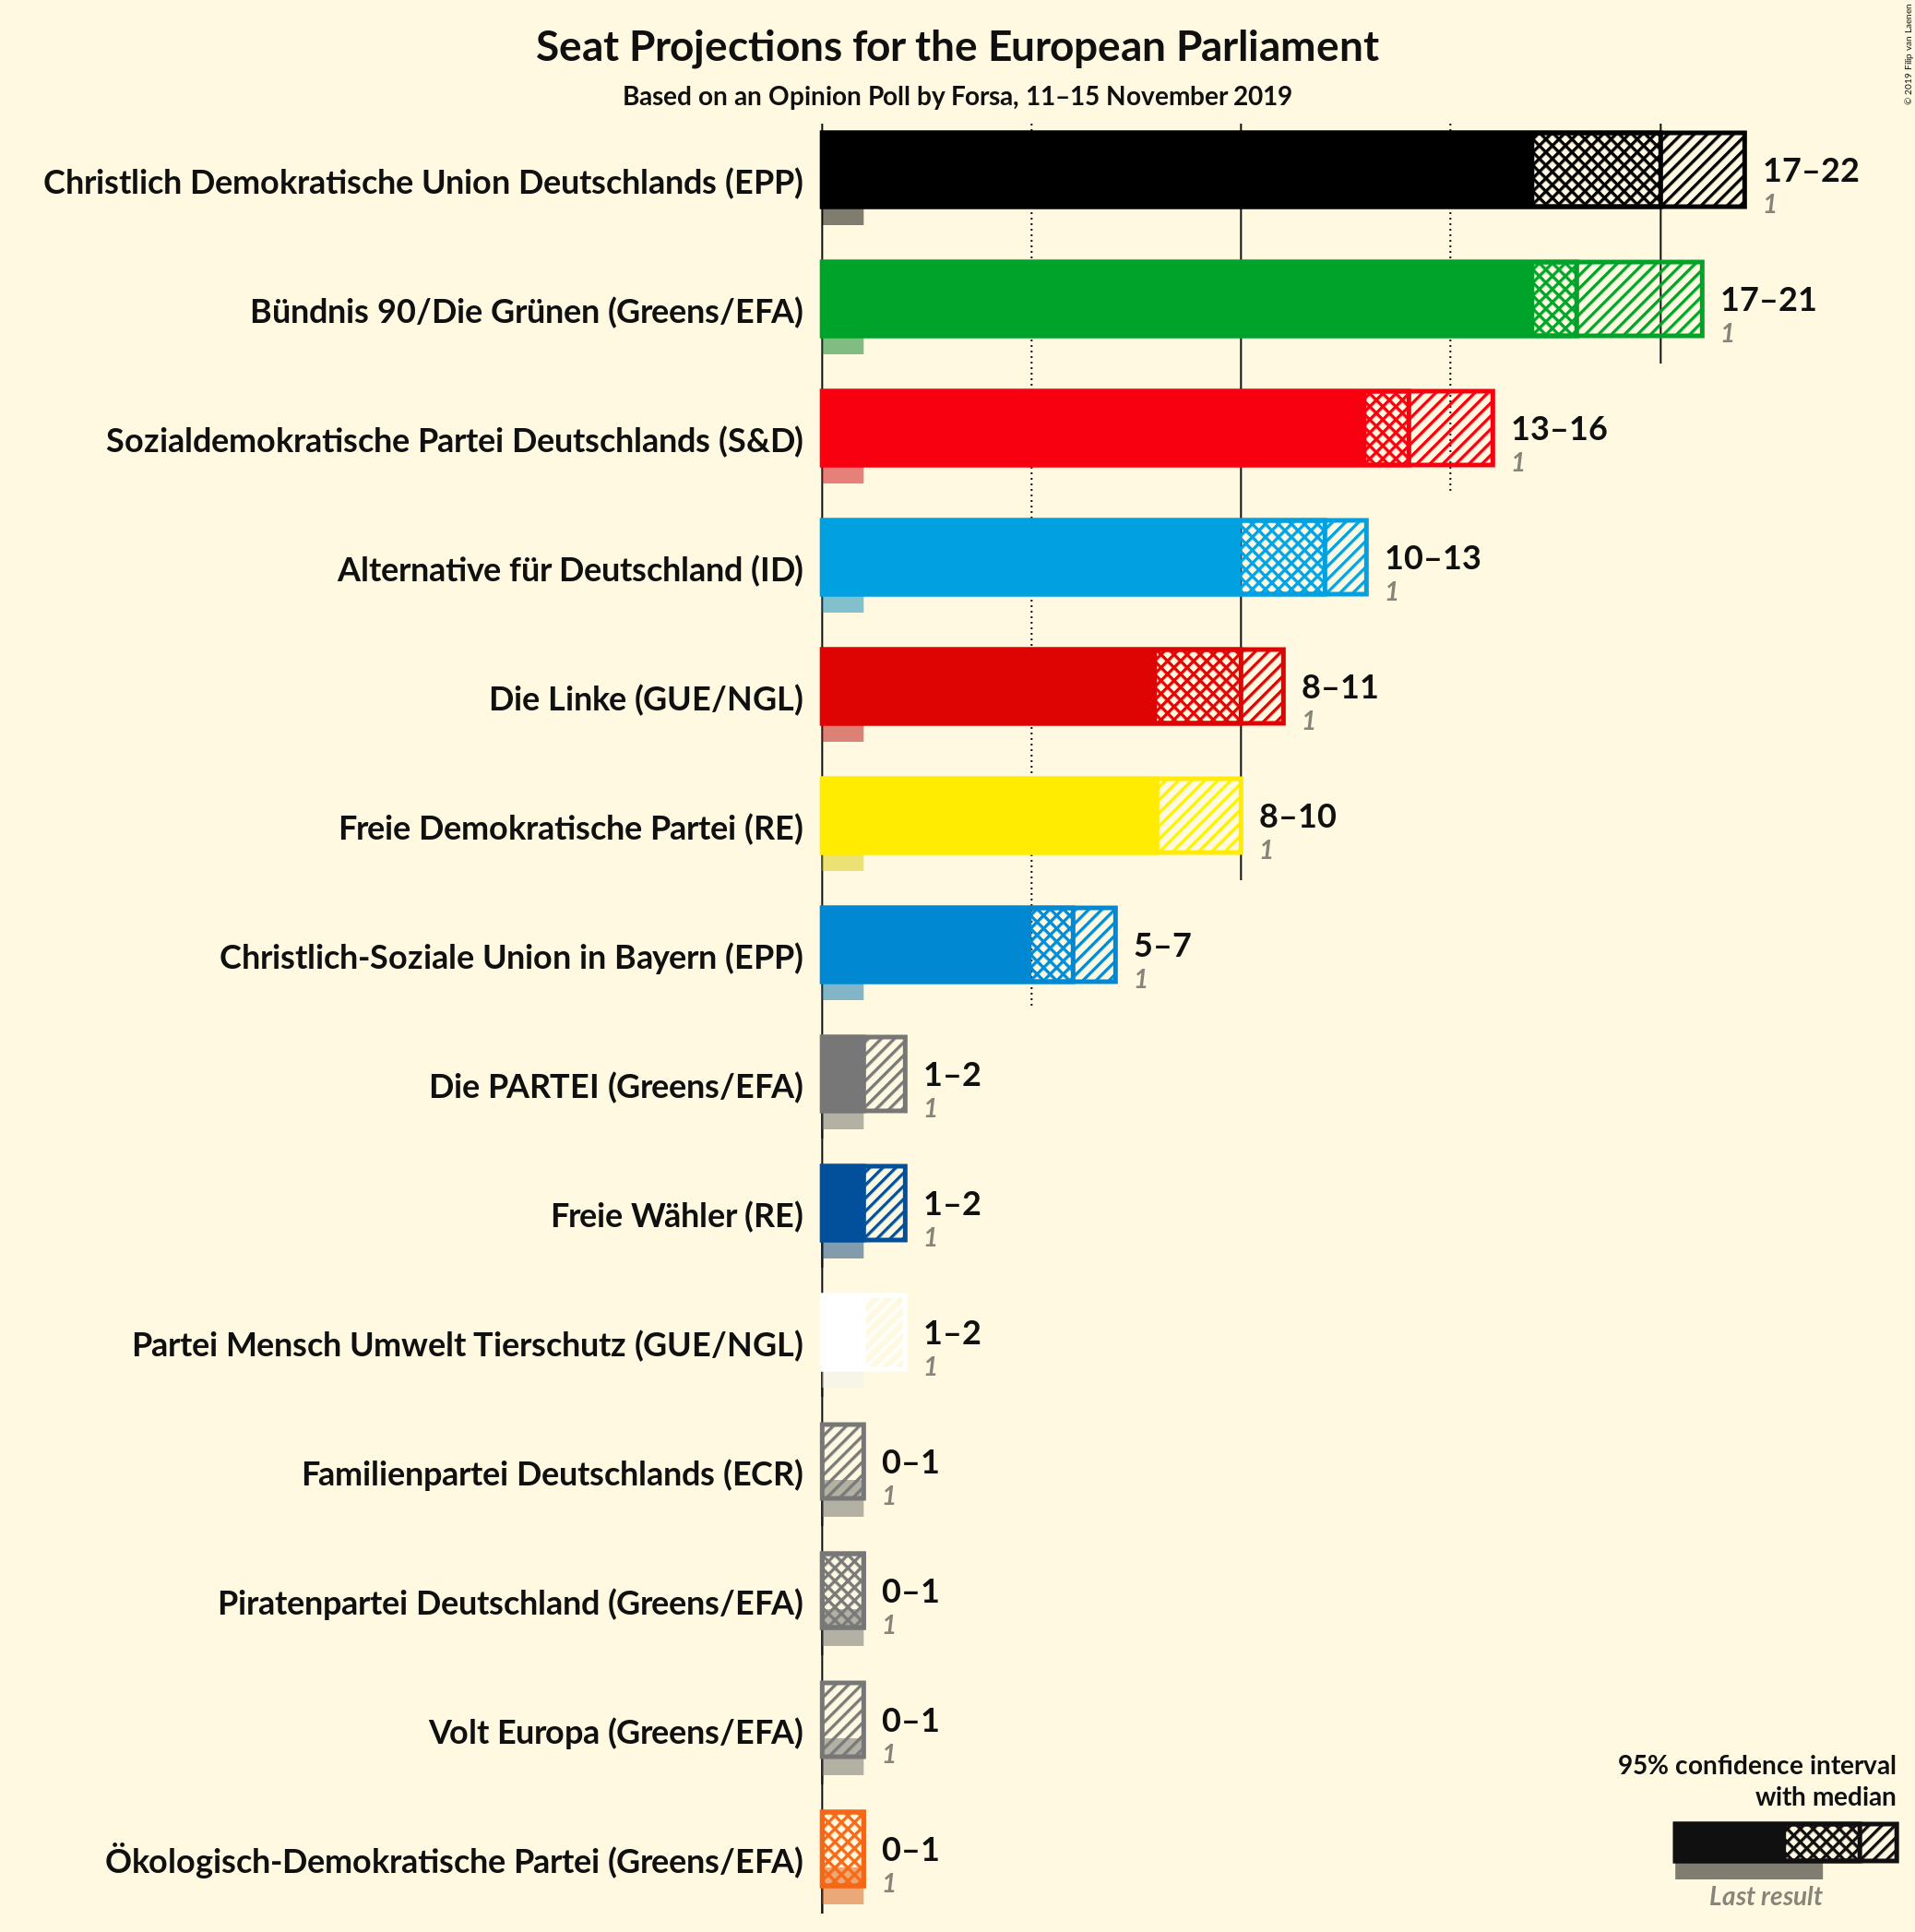 Seat Projections for the European Parliament
Based on an Opinion Poll by Forsa, 11–15 November 2019
© 2019 Filip van Laenen
Christlich Demokratische Union Deutschlands (EPP)
17–22
1
Bündnis 90/Die Grünen (Greens/EFA)
17–21
1
Sozialdemokratische Partei Deutschlands (S&D)
13–16
1
Alternative für Deutschland (ID)
10–13
1
Die Linke (GUE/NGL)
8–11
1
Freie Demokratische Partei (RE)
8–10
1
Christlich-Soziale Union in Bayern (EPP)
5–7
1
Die PARTEI (Greens/EFA)
1–2
1
Freie Wähler (RE)
1–2
1
Partei Mensch Umwelt Tierschutz (GUE/NGL)
1–2
1
Familienpartei Deutschlands (ECR)
0–1
1
Piratenpartei Deutschland (Greens/EFA)
0–1
1
Volt Europa (Greens/EFA)
0–1
1
Ökologisch-Demokratische Partei (Greens/EFA)
0–1
1
95% confidence interval
with median
Last result